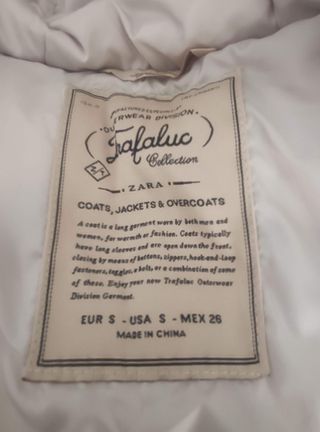 OUTERWEAR DIVISION
Trafaluc
Collection
ZARA
COATS, JACKETS & OVERCOATS
A coat is a long garment worn by both men and
women, for warmth or fashion. Coats typically
have long sleeves and are open down the front,
closing by means of buttons, zippers, hook-and-loop
fasteners, toggles, a belt, or a combination of some
of these. Enjoy your new Trafaluc Outerwear
Division Garment.
EUR S - USA S - MEX 26
MADE IN CHINA